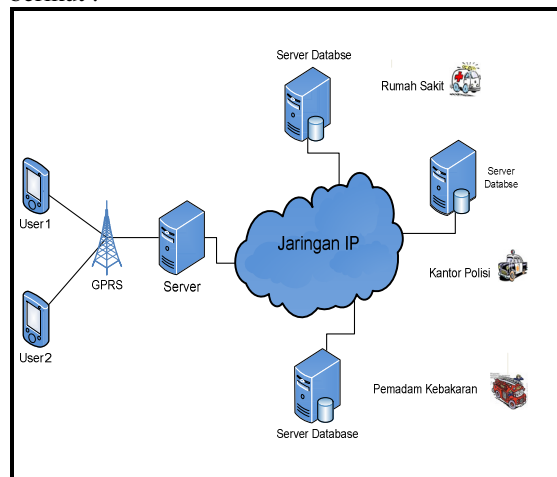 Server Databse
Rumah Sakit
Server
Databse
User1
Jaringan IP
GPRS
Server
Kantor Polisi
User2
Pemadam Kebakaran
Server Database